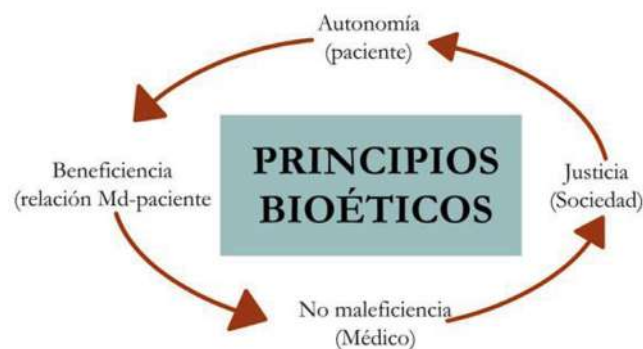 Autonomía
(paciente)
Beneficiencia
(relación Md-paciente
PRINCIPIOS
BIOÉTICOS
Justicia
(Sociedad)
No maleficiencia
(Médico)